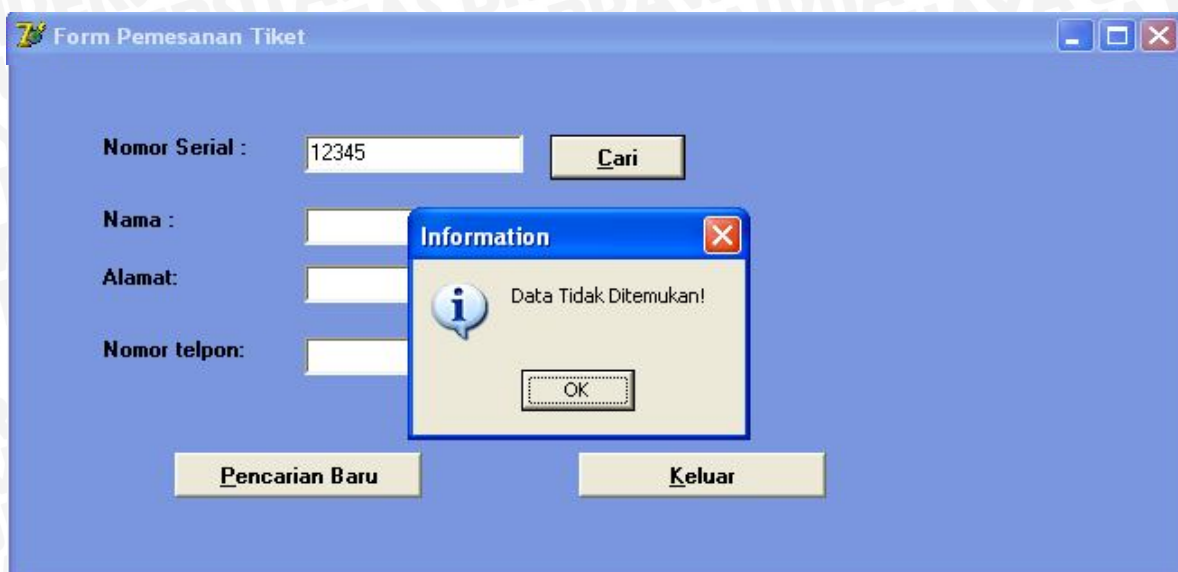 Form Pemesanan Tiket
Nomor Serial :
12345
Cari
Nama :
Information
Alamat:
Data Tidak Ditemukan!
Nomor telpon:
OK
Pencarian Baru
Keluar